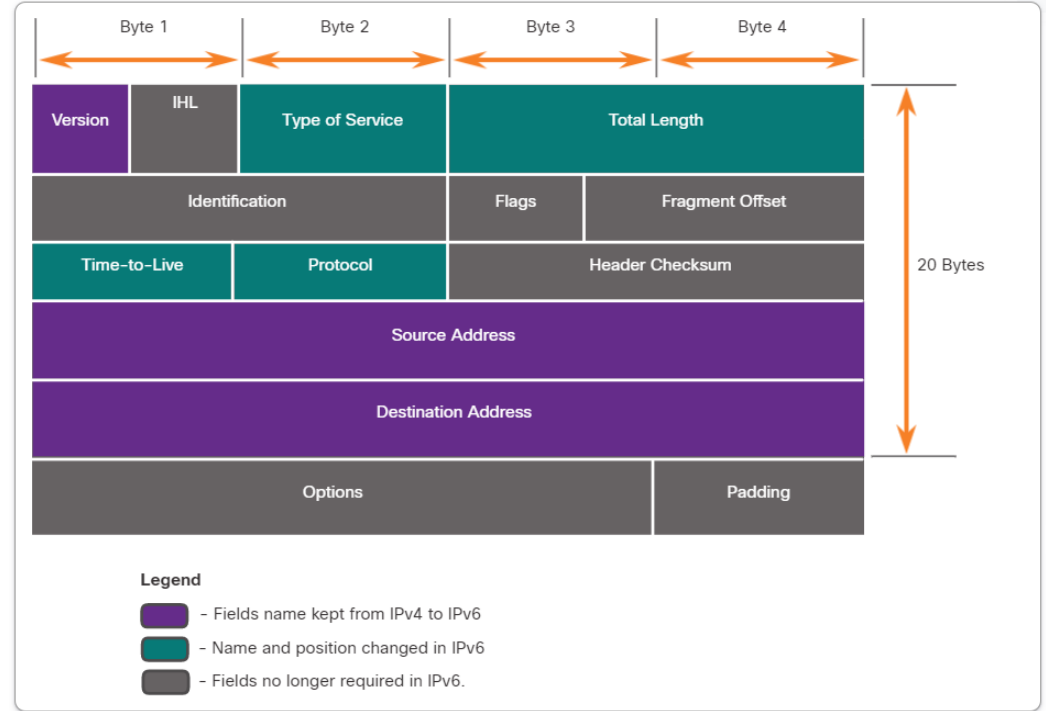 Byte 1 Byte 2 Byte 3 Byte 4
Version IHL Type of Service Total Length
Identification Flags Fragment Offset
Time-to-Live Protocol Header Checksum 20 Bytes
Source Address
Destination Address
Options Padding
Legend
- Fields name kept from IPv4 to IPv6
- Name and position changed in IPv6
- Fields no longer required in IPv6.